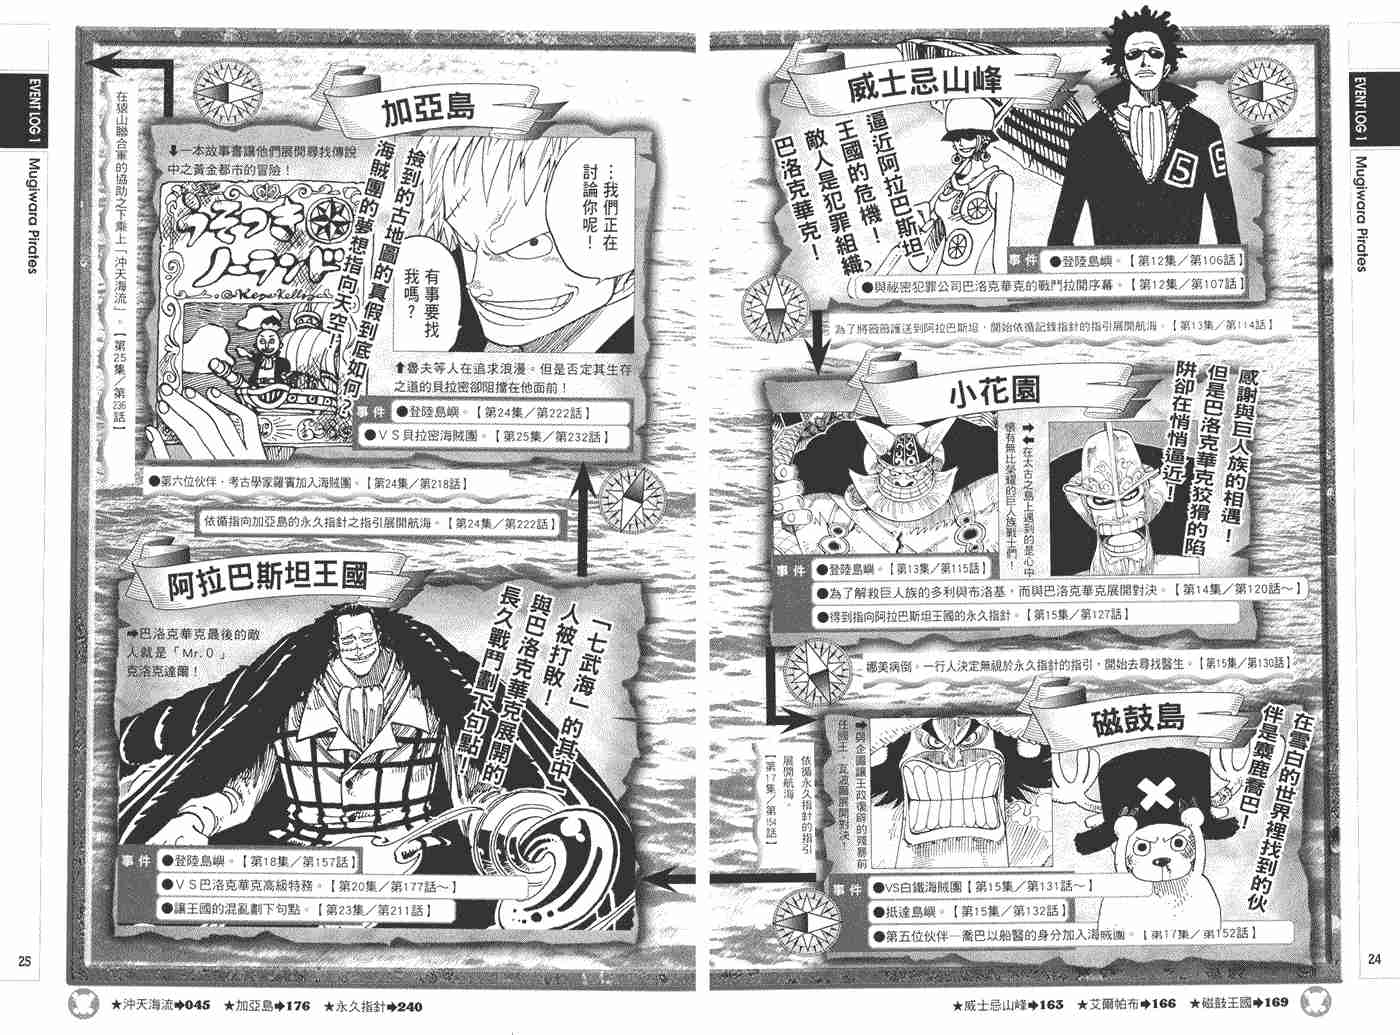 EVENT LOG 1 Mugiwara Pirates
威士忌山峰
逼近阿拉巴斯坦
王國的危機！
敵人是犯罪組織
巴洛克華克！
5
事件
●登陸島嶼。【第12集／第106話】
●與祕密犯罪公司巴洛克華克的戰鬥拉開序幕。【第12集／第107話】
為了將薇薇護送到阿拉巴斯坦，開始依循記錄指針的指引展開航海。【第13集／第114話】
小花園
感謝與巨人族的相遇！
但是巴洛克華克狡猾的陷
阱卻在悄悄逼近！
➡⬅在太古之島上遇到的是心中
懷有無比榮耀的巨人族戰士們！
事件
●登陸島嶼。【第13集／第115話】
●為了解救巨人族的多利與布洛基，而與巴洛克華克展開對決。【第14集／第120話～】
●得到指向阿拉巴斯坦王國的永久指針。【第15集／第127話】
娜美病倒。一行人決定無視於永久指針的指引，開始去尋找醫生。【第15集／第130話】
磁鼓島
在雪白的世界裡找到的伙
伴是麋鹿喬巴！
➡與企圖讓王政復辟的殘暴前
任國王 瓦波爾展開對決！
事件
●VS白鐵海賊團【第15集／第131話～】
●抵達島嶼。【第15集／第132話】
●第五位伙伴—喬巴以船醫的身分加入海賊團。【第17集／第152話】
依循永久指針的指引
展開航海。
【第17集／第154話】
24
★威士忌山峰➡163 ★艾爾帕布➡166 ★磁鼓王國➡169
阿拉巴斯坦王國
「七武海」的其中一
人被打敗！
與巴洛克華克展開的
長久戰鬥劃下句點！
➡巴洛克華克最後的敵
人就是「Mr.0」
克洛克達爾！
事件
●登陸島嶼。【第18集／第157話】
●ＶＳ巴洛克華克高級特務。【第20集／第177話～】
●讓王國的混亂劃下句點。【第23集／第211話】
依循指向加亞島的永久指針之指引展開航海。【第24集／第222話】
●第六位伙伴，考古學家羅賓加入海賊團。【第24集／第218話】
加亞島
撿到的古地圖的真假到底如何？
海賊團的夢想指向天空！
⬇一本故事書讓他們展開尋找傳說
中之黃金都市的冒險！
うそつき
ノーランド
…我們正在
討論你呢！
有事要找
我嗎？
⬆魯夫等人在追求浪漫。但是否定其生存
之道的貝拉密卻阻擋在他面前！
事件
●登陸島嶼。【第24集／第222話】
●ＶＳ貝拉密海賊團。【第25集／第232話】
在猿山聯合軍的協助之下乘上「沖天海流」。【第25集／第236話】
EVENT LOG 1 Mugiwara Pirates
25
★沖天海流➡045 ★加亞島➡176 ★永久指針➡240